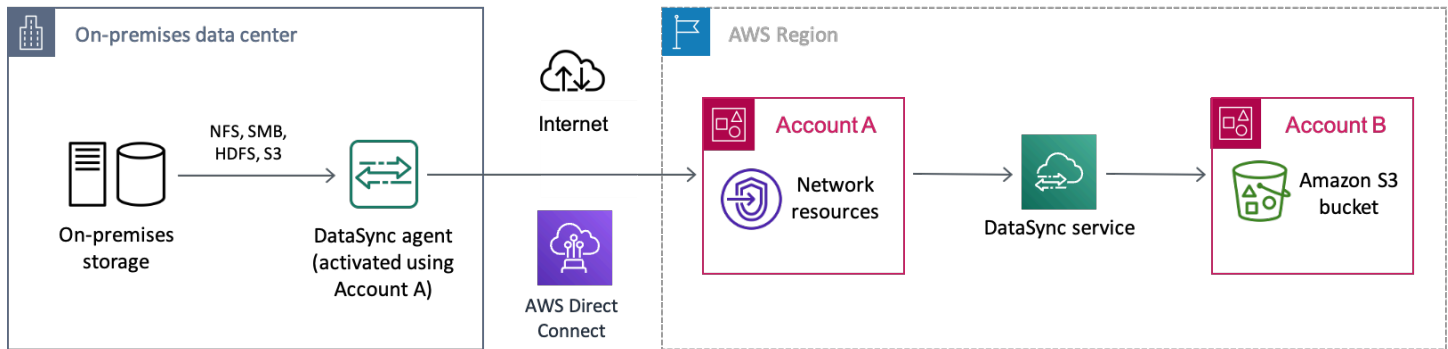 On-premises data center
NFS, SMB,
HDFS, S3
On-premises
storage
DataSync agent
(activated using
Account A)
Internet
AWS Direct
Connect
AWS Region
Account A
Network
resources
DataSync service
Account B
Amazon S3
bucket